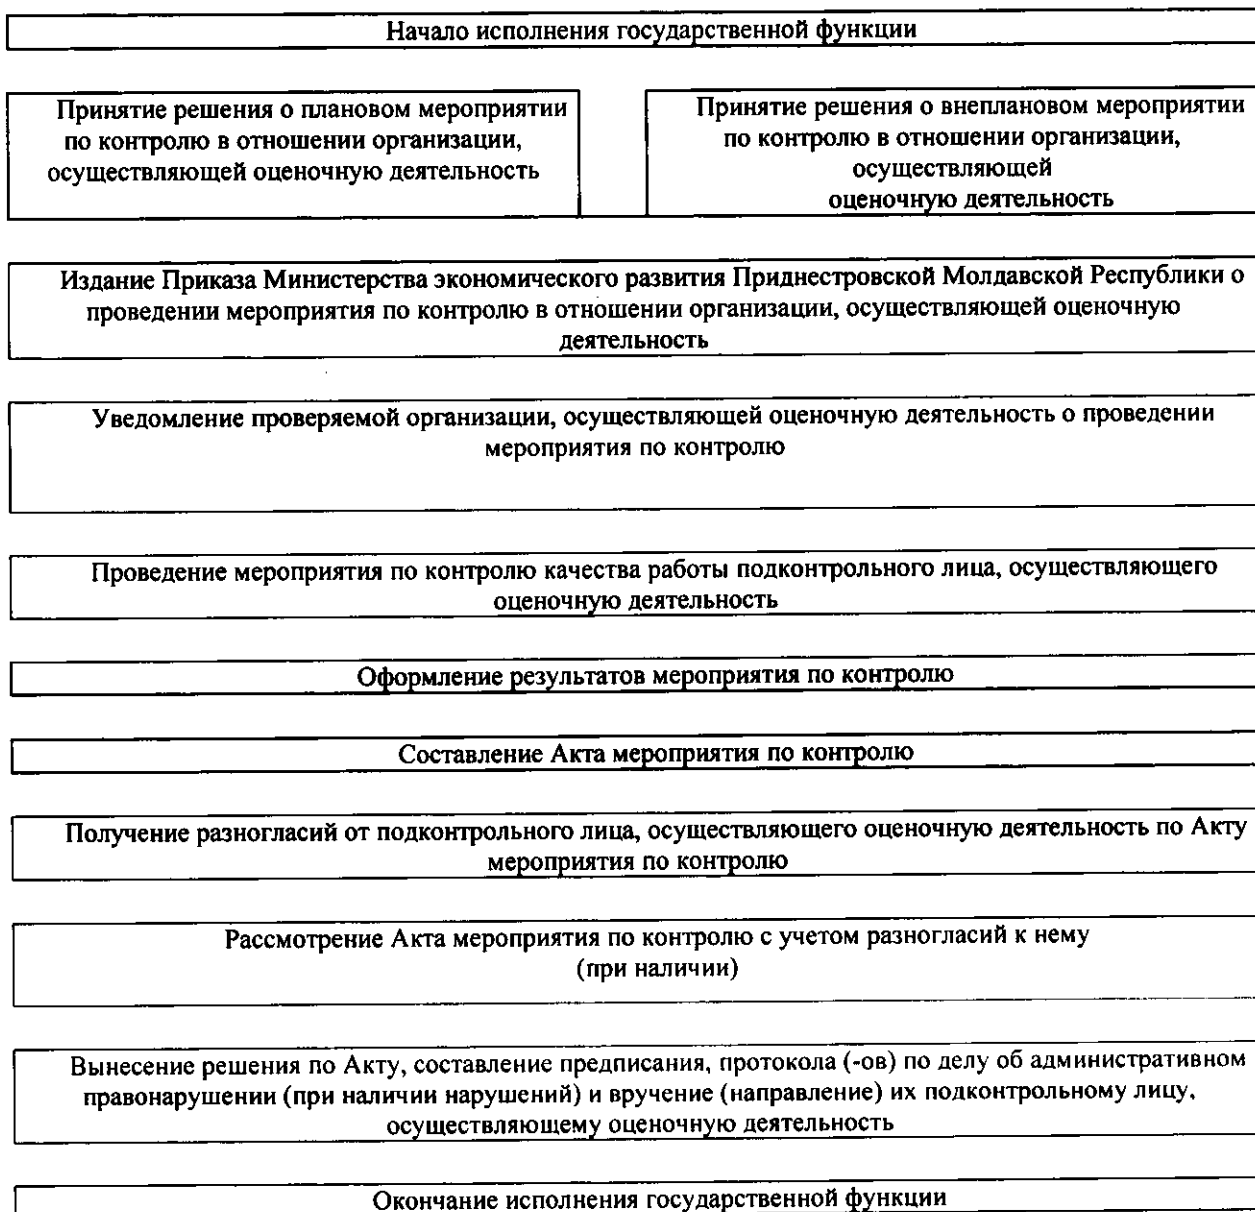 Начало исполнения государственной функции
Принятие решения о плановом мероприятии
по контролю в отношении организации,
осуществляющей оценочную деятельность
Принятие решения о внеплановом мероприятии
по контролю в отношении организации,
осуществляющей
оценочную деятельность
Издание Приказа Министерства экономического развития Приднестровской Молдавской Республики о
проведении мероприятия по контролю в отношении организации, осуществляющей оценочную
деятельность
Уведомление проверяемой организации, осуществляющей оценочную деятельность о проведении
мероприятия по контролю
Проведение мероприятия по контролю качества работы подконтрольного лица, осуществляющего
оценочную деятельность
Оформление результатов мероприятия по контролю
Составление Акта мероприятия по контролю
Получение разногласий от подконтрольного лица, осуществляющего оценочную деятельность по Акту
мероприятия по контролю
Рассмотрение Акта мероприятия по контролю с учетом разногласий к нему
(при наличии)
Вынесение решения по Акту, составление предписания, протокола (-ов) по делу об административном
правонарушении (при наличии нарушений) и вручение (направление) их подконтрольному лицу,
осуществляющему оценочную деятельность
Окончание исполнения государственной функции